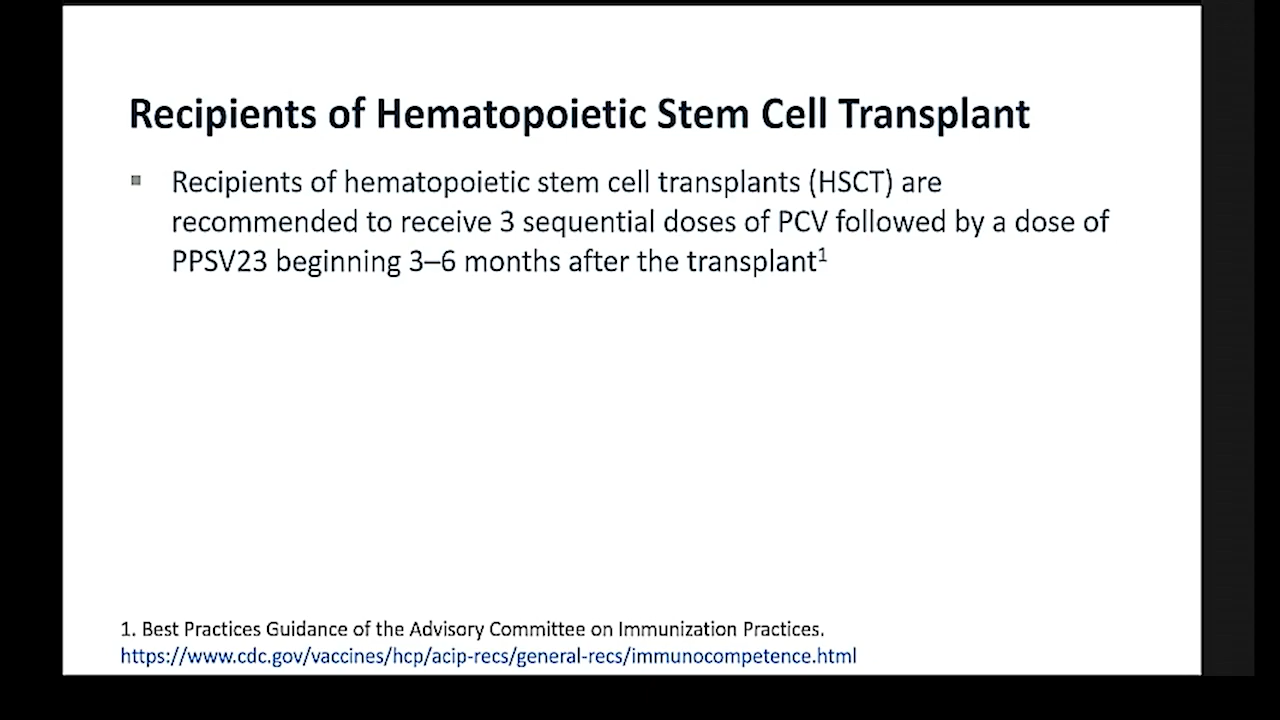 Recipients of Hematopoietic Stem Cell Transplant
▪ Recipients of hematopoietic stem cell transplants (HSCT) are
recommended to receive 3 sequential doses of PCV followed by a dose of
PPSV23 beginning 3–6 months after the transplant¹
1. Best Practices Guidance of the Advisory Committee on Immunization Practices.
https://www.cdc.gov/vaccines/hcp/acip-recs/general-recs/immunocompetence.html